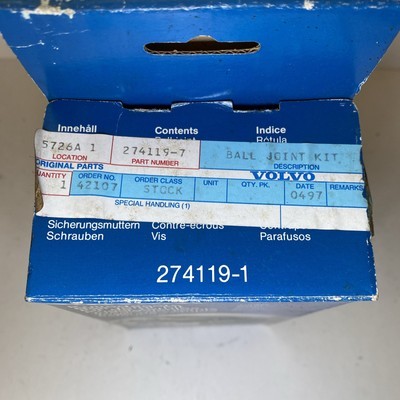 Innehåll Contents Indice
Rótula
5726A 1 274119-7 BALL JOINT KIT
LOCATION PART NUMBER DESCRIPTION
ORIGINAL PARTS VOLVO
QUANTITY ORDER NO. ORDER CLASS UNIT QTY. PK. DATE REMARKS
1 42107 STOCK 0497
SPECIAL HANDLING (1)
Sicherungsmuttern Contre-écrous
Schrauben Vis Parafusos
274119-1